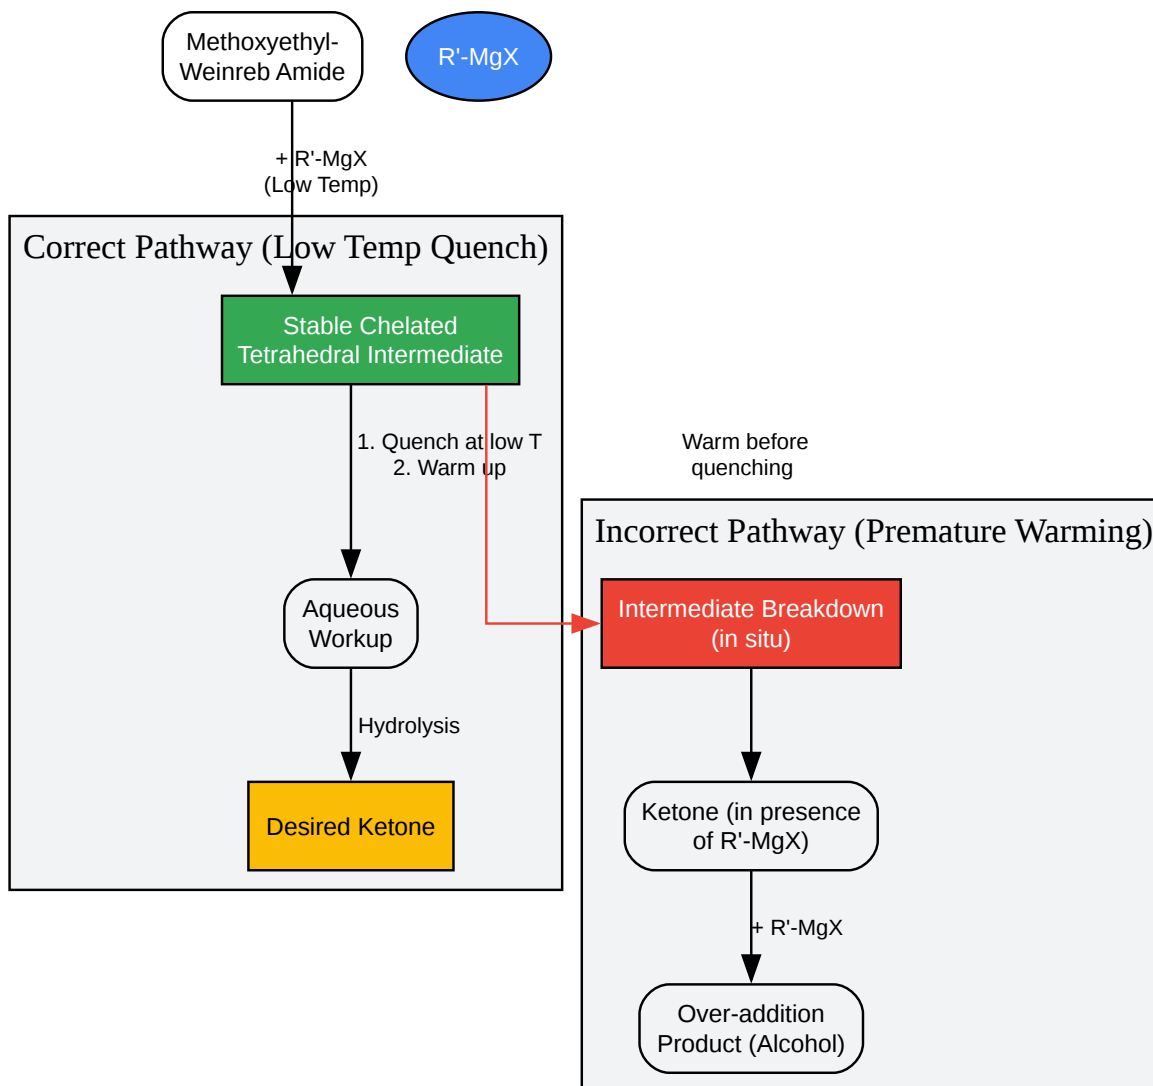 Methoxyethyl-
Weinreb Amide
R'-MgX
+ R'-MgX
(Low Temp)
Correct Pathway (Low Temp Quench)
Stable Chelated
Tetrahedral Intermediate
1. Quench at low T
2. Warm up
Warm before
quenching
Incorrect Pathway (Premature Warming)
Aqueous
Workup
Intermediate Breakdown
(in situ)
Hydrolysis
Desired Ketone
Ketone (in presence
of R'-MgX)
+ R'-MgX
Over-addition
Product (Alcohol)